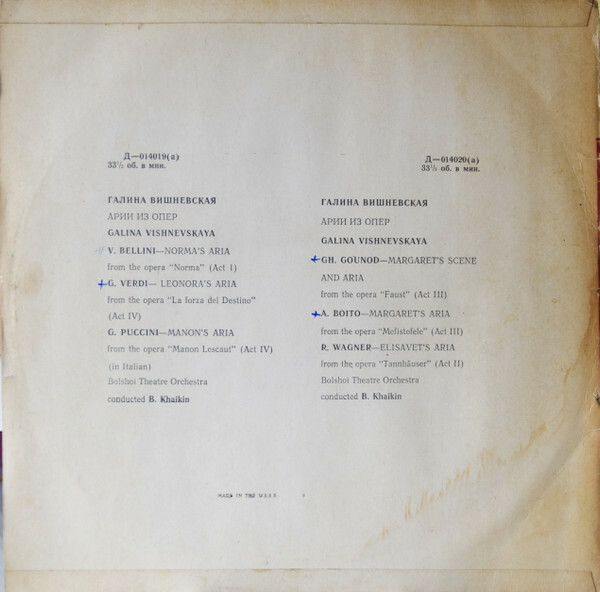 Д—014019(а)
33⅓ об. в мин.
ГАЛИНА ВИШНЕВСКАЯ
АРИИ ИЗ ОПЕР
GALINA VISHNEVSKAYA
V. BELLINI—NORMA'S ARIA
from the opera "Norma" (Act I)
G. VERDI— LEONORA'S ARIA
from the opera "La forza del Destino"
(Act IV)
G. PUCCINI—MANON'S ARIA
from the opera "Manon Lescaut" (Act IV)
(in Italian)
Bolshoi Theatre Orchestra
conducted B. Khaikin
Д—014020(а)
33⅓ об. в мин.
ГАЛИНА ВИШНЕВСКАЯ
АРИИ ИЗ ОПЕР
GALINA VISHNEVSKAYA
GH. GOUNOD—MARGARET'S SCENE
AND ARIA
from the opera "Faust" (Act III)
A. BOITO—MARGARET'S ARIA
from the opera "Mefistofele" (Act III)
R. WAGNER—ELISAVET'S ARIA
from the opera "Tannhäuser" (Act II)
Bolshoi Theatre Orchestra
conducted B. Khaikin
MADE IN THE U.S.S.R.